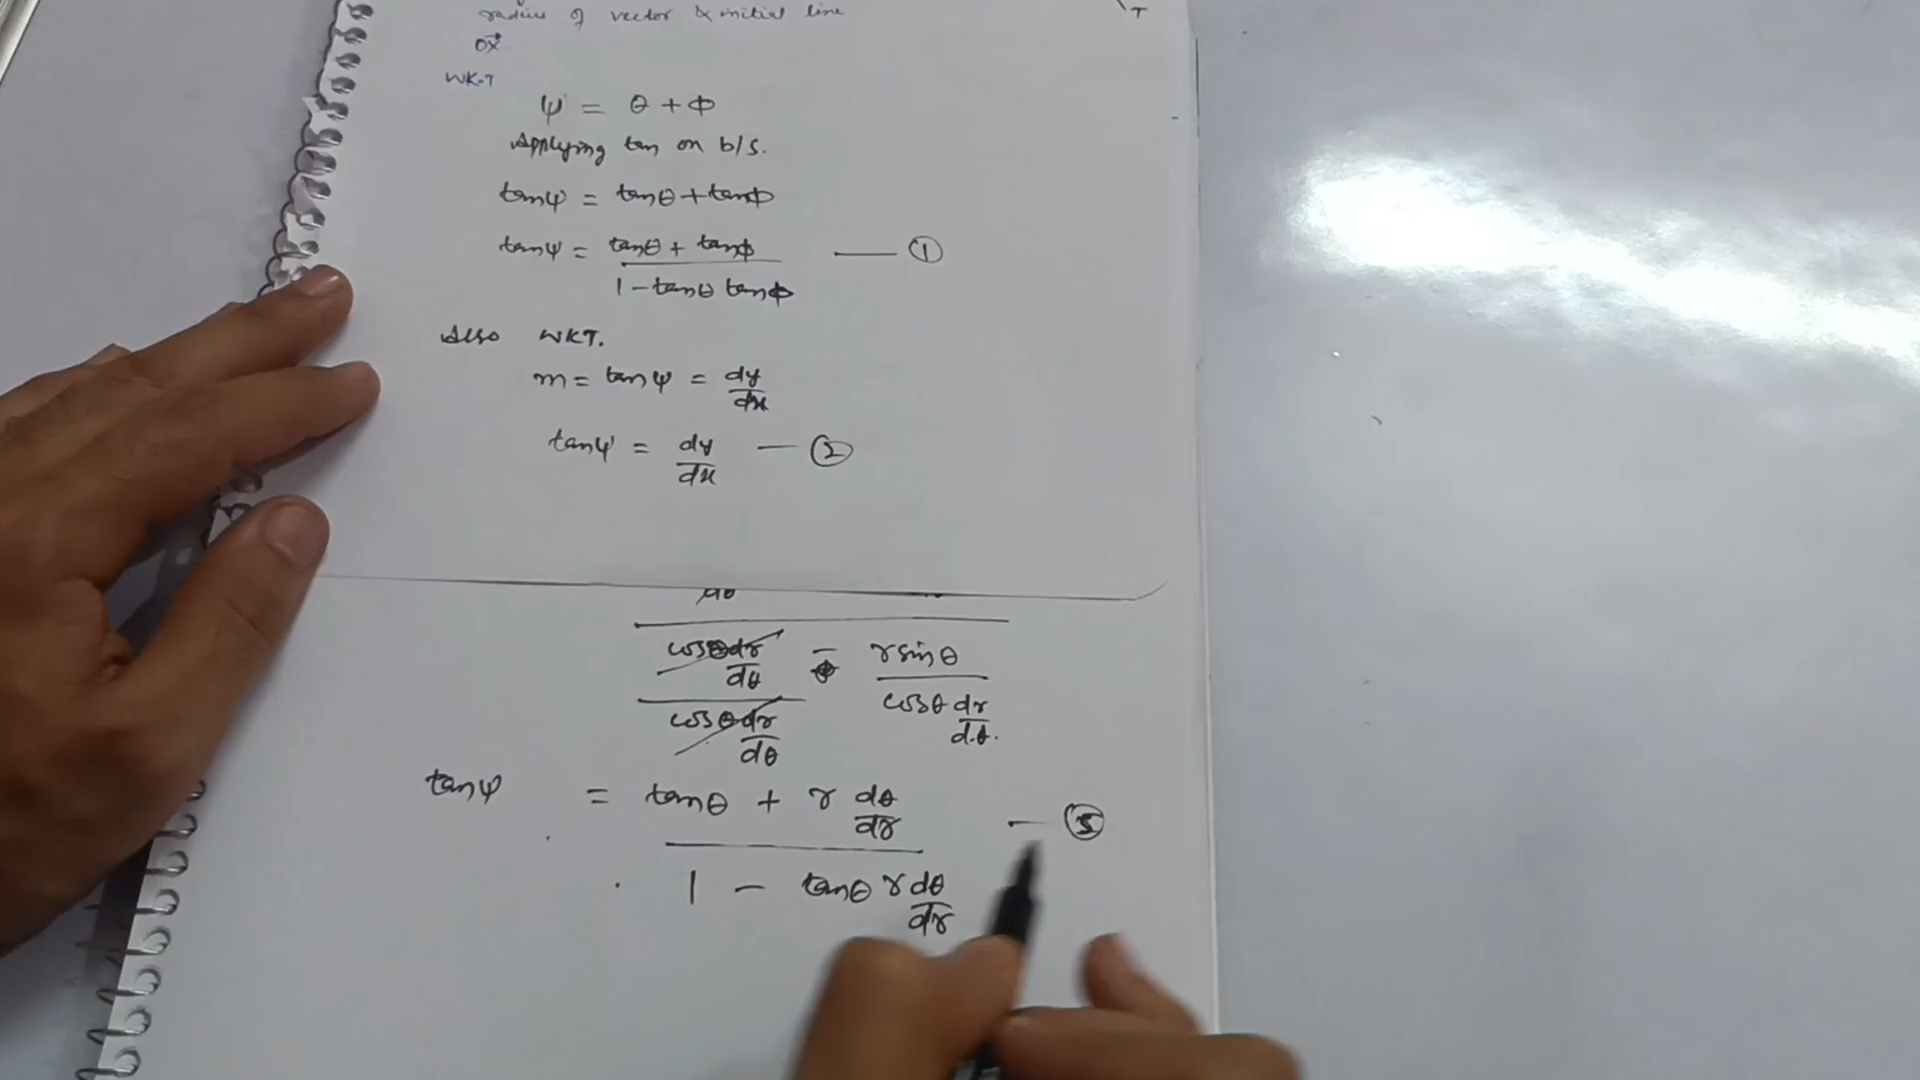 radius of vector & initial line
T
OX
WK-T
ψ = θ + ϕ
Applying tan on b/s.
tanψ = tanθ + tanϕ
tanψ = tanθ + tanϕ —— ①
1 - tanθ tanϕ
Also WKT.
m = tanψ = dy
dx
tanψ = dy — ②
dx
cosθ dr - r sinθ
dθ
cosθ dr
cosθ dr dθ.
dθ
tanψ = tanθ + r dθ — ⑤
dr
1 - tanθ r dθ
dr